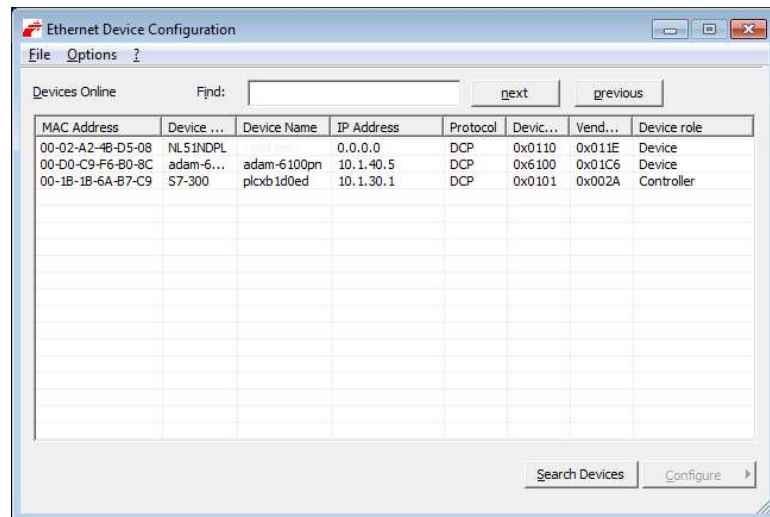 Ethernet Device Configuration
File Options ?
Devices Online Find: next previous
MAC Address Device ... Device Name IP Address Protocol Devic... Vend... Device role
00-02-A2-4B-D5-08 NL51NDPL 0.0.0.0 DCP 0x0110 0x011E Device
00-D0-C9-F6-B0-8C adam-6... adam-6100pn 10.1.40.5 DCP 0x6100 0x01C6 Device
00-1B-1B-6A-B7-C9 S7-300 plcxb1d0ed 10.1.30.1 DCP 0x0101 0x002A Controller
Search Devices Configure